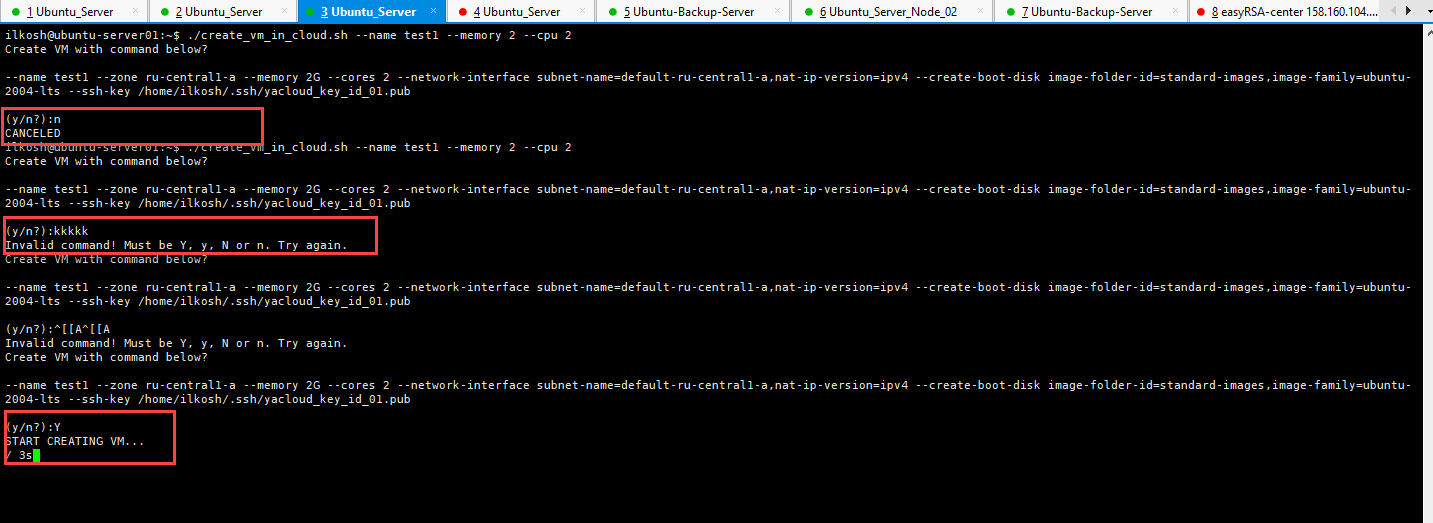 1 Ubuntu_Server
2 Ubuntu_Server
3 Ubuntu_Server
4 Ubuntu_Server
5 Ubuntu-Backup-Server
6 Ubuntu_Server_Node_02
7 Ubuntu-Backup-Server
8 easyRSA-center 158.160.104....
ilkosh@ubuntu-server01:~$ ./create_vm_in_cloud.sh --name test1 --memory 2 --cpu 2
Create VM with command below?
--name test1 --zone ru-central1-a --memory 2G --cores 2 --network-interface subnet-name=default-ru-central1-a,nat-ip-version=ipv4 --create-boot-disk image-folder-id=standard-images,image-family=ubuntu-
2004-lts --ssh-key /home/ilkosh/.ssh/yacloud_key_id_01.pub
(y/n?):n
CANCELED
ilkosh@ubuntu-server01:~$ ./create_vm_in_cloud.sh --name test1 --memory 2 --cpu 2
Create VM with command below?
--name test1 --zone ru-central1-a --memory 2G --cores 2 --network-interface subnet-name=default-ru-central1-a,nat-ip-version=ipv4 --create-boot-disk image-folder-id=standard-images,image-family=ubuntu-
2004-lts --ssh-key /home/ilkosh/.ssh/yacloud_key_id_01.pub
(y/n?):kkkkk
Invalid command! Must be Y, y, N or n. Try again.
Create VM with command below?
--name test1 --zone ru-central1-a --memory 2G --cores 2 --network-interface subnet-name=default-ru-central1-a,nat-ip-version=ipv4 --create-boot-disk image-folder-id=standard-images,image-family=ubuntu-
2004-lts --ssh-key /home/ilkosh/.ssh/yacloud_key_id_01.pub
(y/n?):^[[A^[[A
Invalid command! Must be Y, y, N or n. Try again.
Create VM with command below?
--name test1 --zone ru-central1-a --memory 2G --cores 2 --network-interface subnet-name=default-ru-central1-a,nat-ip-version=ipv4 --create-boot-disk image-folder-id=standard-images,image-family=ubuntu-
2004-lts --ssh-key /home/ilkosh/.ssh/yacloud_key_id_01.pub
(y/n?):Y
START CREATING VM...
/ 3s